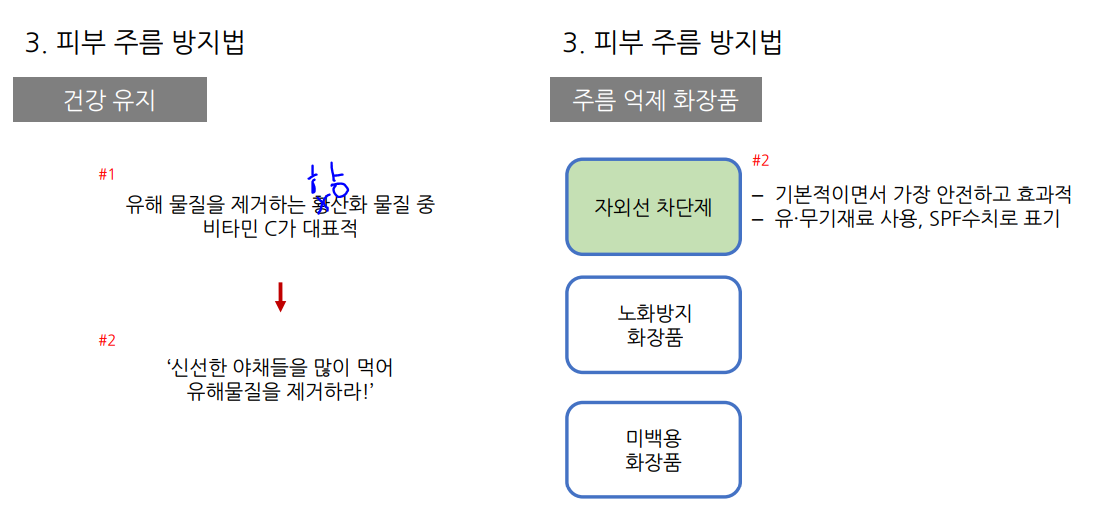 3. 피부 주름 방지법
건강 유지
#1
항
유해 물질을 제거하는 황산화 물질 중
비타민 C가 대표적
#2
‘신선한 야채들을 많이 먹어
유해물질을 제거하라!’
3. 피부 주름 방지법
주름 억제 화장품
#2
자외선 차단제
– 기본적이면서 가장 안전하고 효과적
– 유·무기재료 사용, SPF수치로 표기
노화방지
화장품
미백용
화장품